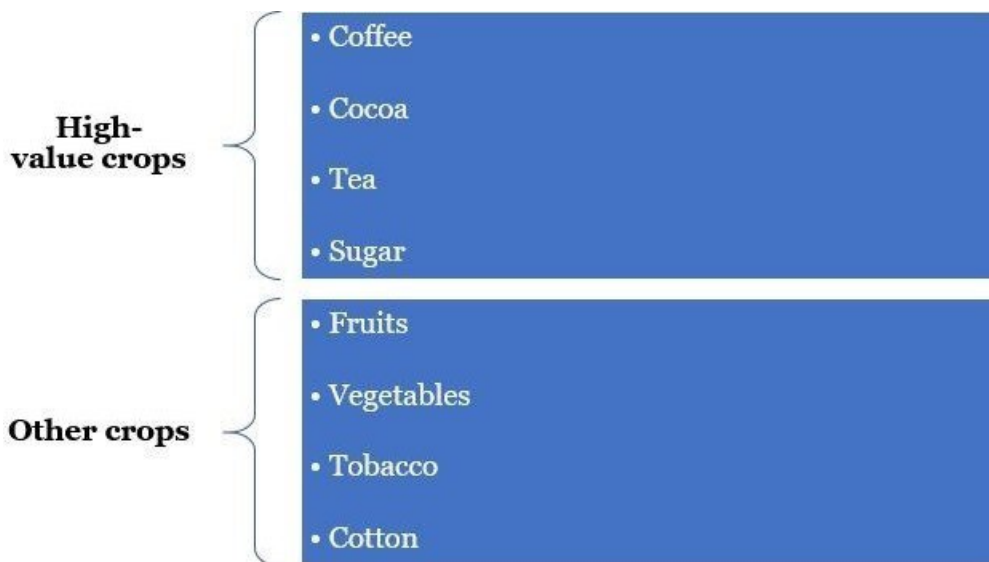 High-
value crops
• Coffee
• Cocoa
• Tea
• Sugar
Other crops
• Fruits
• Vegetables
• Tobacco
• Cotton